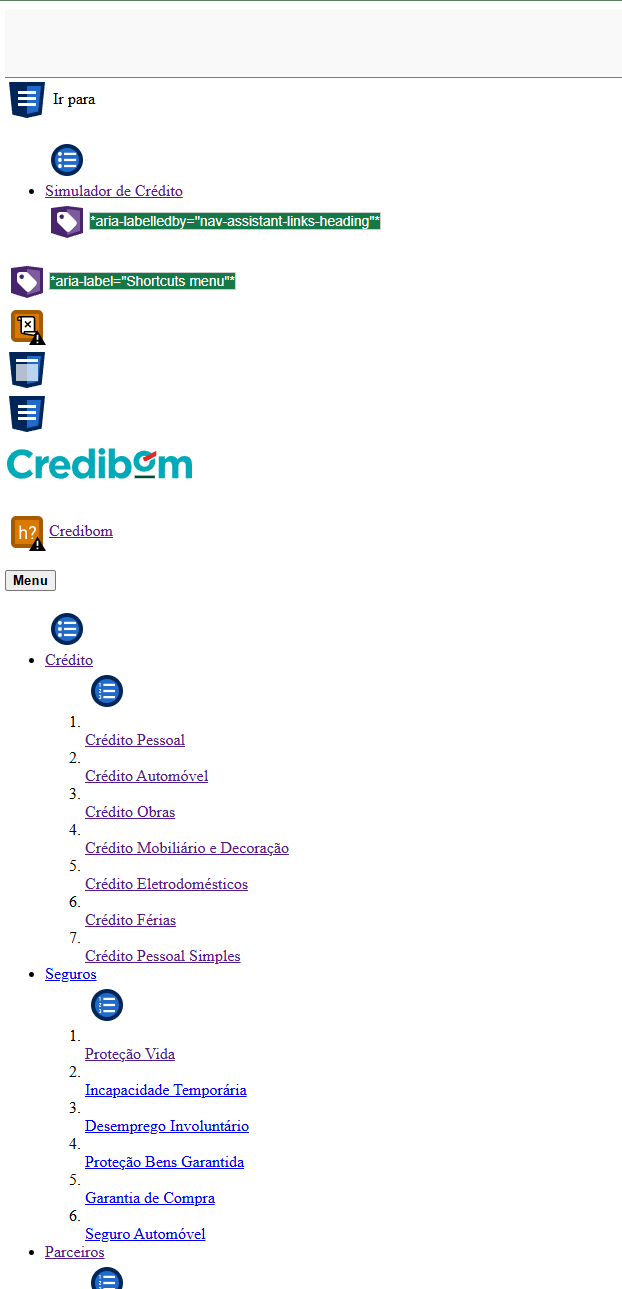 Ir para
Simulador de Crédito
*aria-labelledby="nav-assistant-links-heading"*
*aria-label="Shortcuts menu"*
Credibom
h? Credibom
Menu
Crédito
1.
Crédito Pessoal
2.
Crédito Automóvel
3.
Crédito Obras
4.
Crédito Mobiliário e Decoração
5.
Crédito Eletrodomésticos
6.
Crédito Férias
7.
Crédito Pessoal Simples
Seguros
1.
Proteção Vida
2.
Incapacidade Temporária
3.
Desemprego Involuntário
4.
Proteção Bens Garantida
5.
Garantia de Compra
6.
Seguro Automóvel
Parceiros